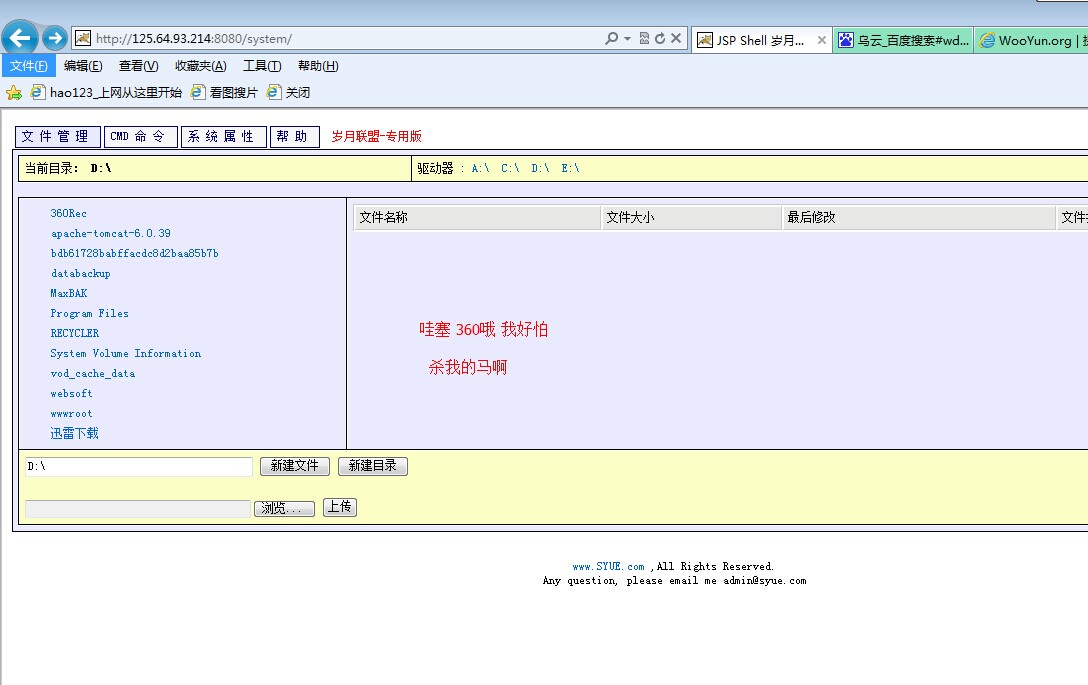 http://125.64.93.214:8080/system/
JSP Shell 岁月...
乌云_百度搜索#wd...
WooYun.org |
文件(F) 编辑(E) 查看(V) 收藏夹(A) 工具(T) 帮助(H)
hao123_上网从这里开始 看图搜片 关闭
文件管理 CMD命令 系统属性 帮助 岁月联盟-专用版
当前目录: D:\ 驱动器 : A:\ C:\ D:\ E:\
文件名称 文件大小 最后修改
360Rec
apache-tomcat-6.0.39
bdb61728babffacdc8d2baa85b7b
databackup
MaxBAK
Program Files
RECYCLER
System Volume Information
vod_cache_data
websoft
wwwroot
迅雷下载
哇塞 360哦 我好怕
杀我的马啊
D:\ 新建文件 新建目录
浏览... 上传
www.SYUE.com ,All Rights Reserved.
Any question, please email me admin@syue.com